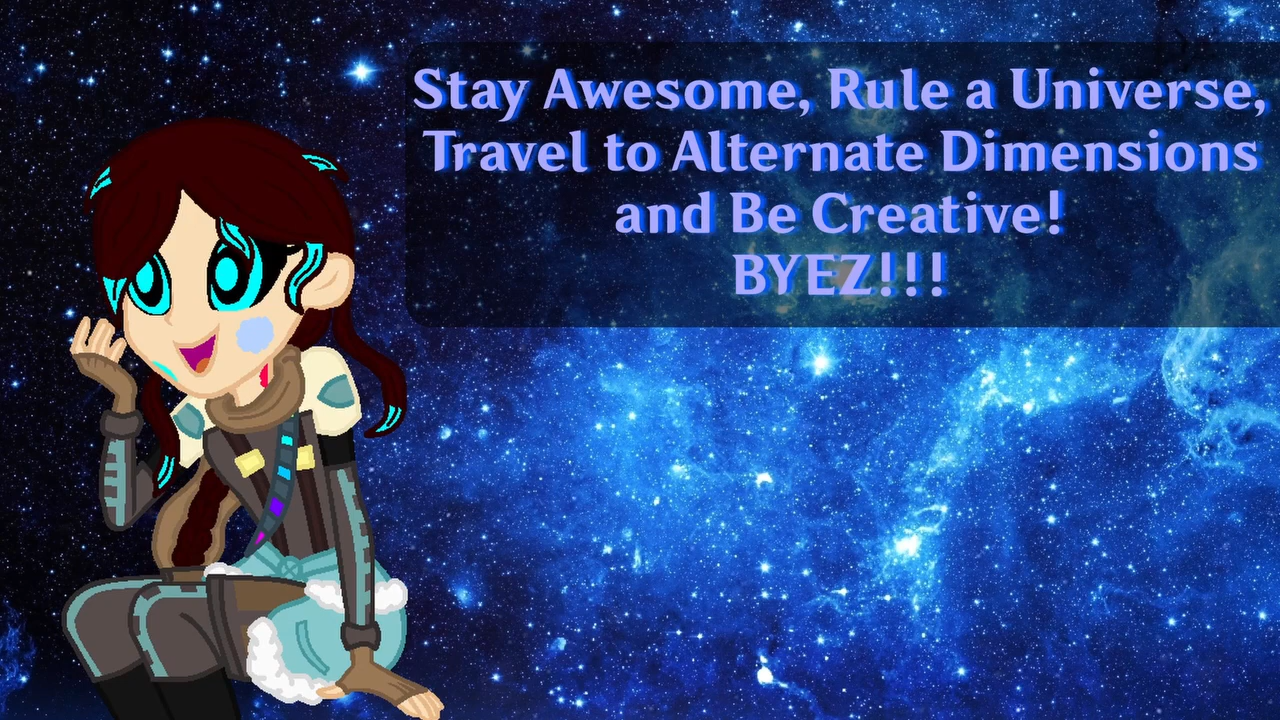 Stay Awesome, Rule a Universe,
Travel to Alternate Dimensions
and Be Creative!
BYEZ!!!